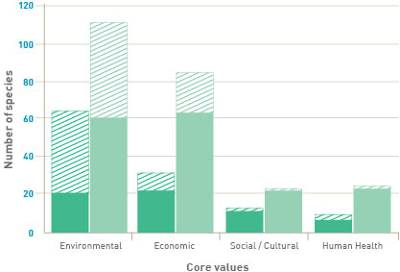 120
100
80
60
40
20
0
Number of species
Environmental
Economic
Social / Cultural
Human Health
Core values